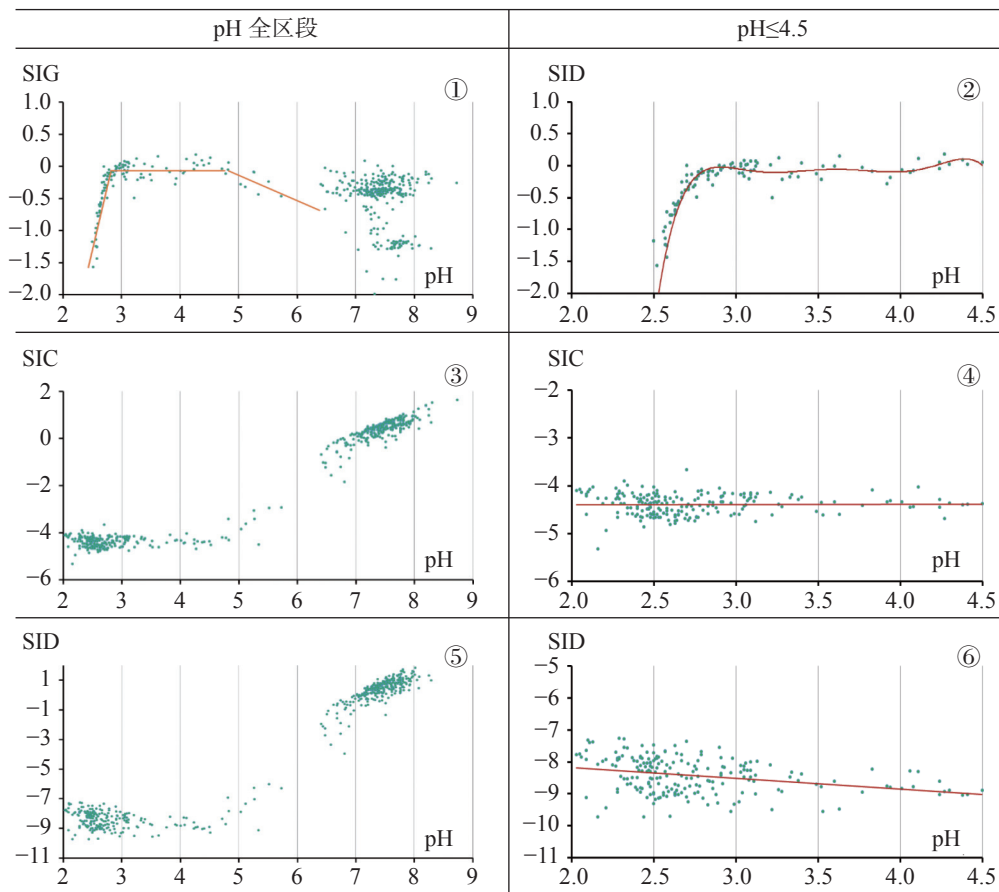 pH 全区段 pH≤4.5
SIG ① SID ②
1.0 1.0
0.5 0.5
0 0
−0.5 −0.5
−1.0 −1.0
−1.5 pH −1.5 pH
−2.0 −2.0
2 3 4 5 6 7 8 9 2.0 2.5 3.0 3.5 4.0 4.5
SIC ③ SIC ④
2 −2
0 −3
−2 −4
−4 pH −5 pH
−6 −6
2 3 4 5 6 7 8 9 2.0 2.5 3.0 3.5 4.0 4.5
SID ⑤ SID ⑥
1 −5
−1 −6
−3 −7
−5 −8
−7 −9
−9 pH −10 pH
−11 −11
2 3 4 5 6 7 8 9 2.0 2.5 3.0 3.5 4.0 4.5